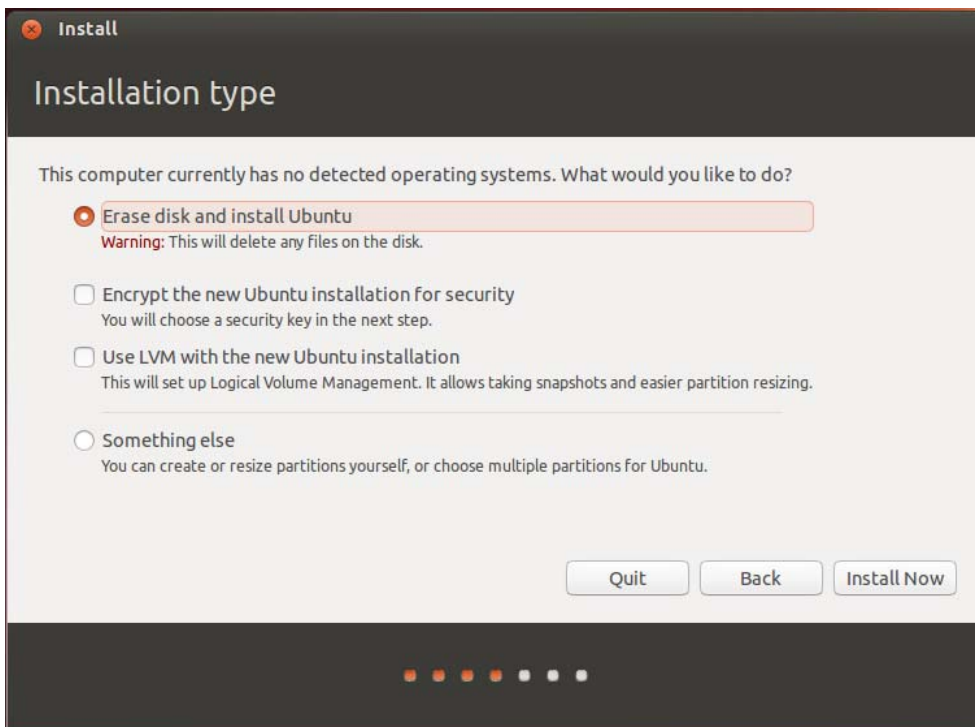 Install
Installation type
This computer currently has no detected operating systems. What would you like to do?
Erase disk and install Ubuntu
Warning: This will delete any files on the disk.
Encrypt the new Ubuntu installation for security
You will choose a security key in the next step.
Use LVM with the new Ubuntu installation
This will set up Logical Volume Management. It allows taking snapshots and easier partition resizing.
Something else
You can create or resize partitions yourself, or choose multiple partitions for Ubuntu.
Quit Back Install Now